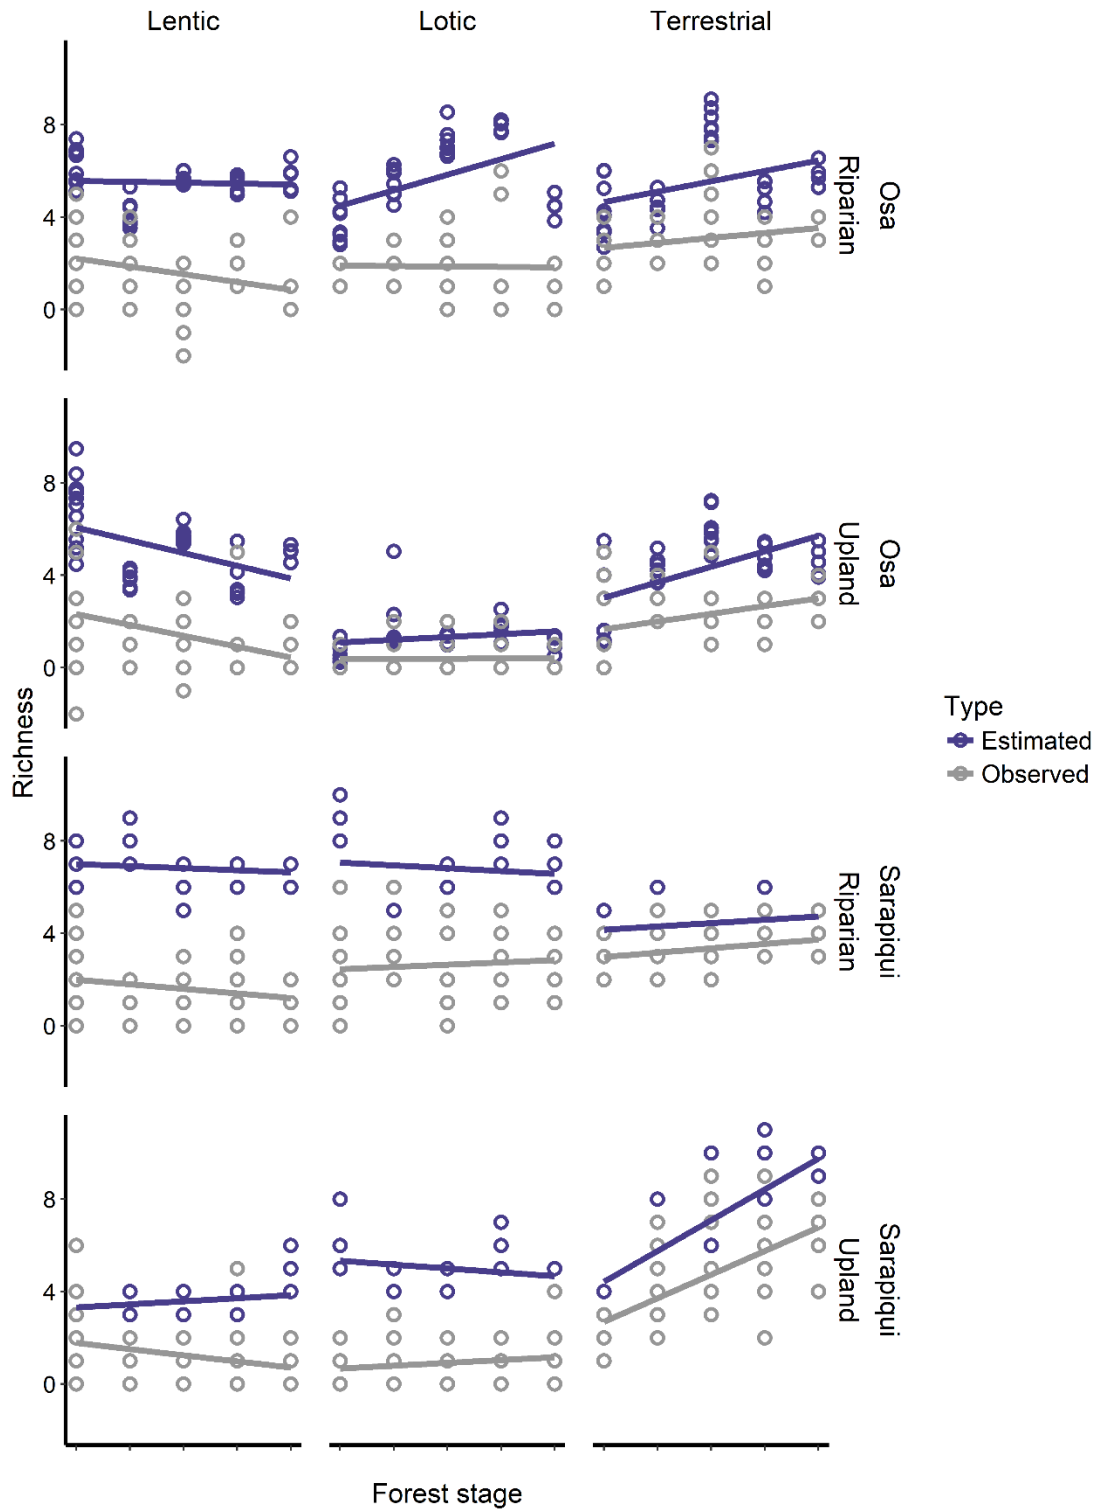 Lentic
Lotic
Terrestrial
8
4
0
Osa
Riparian
8
4
0
Osa
Upland
8
4
0
Sarapiqui
Riparian
8
4
0
Sarapiqui
Upland
Richness
Forest stage
Type
Estimated
Observed